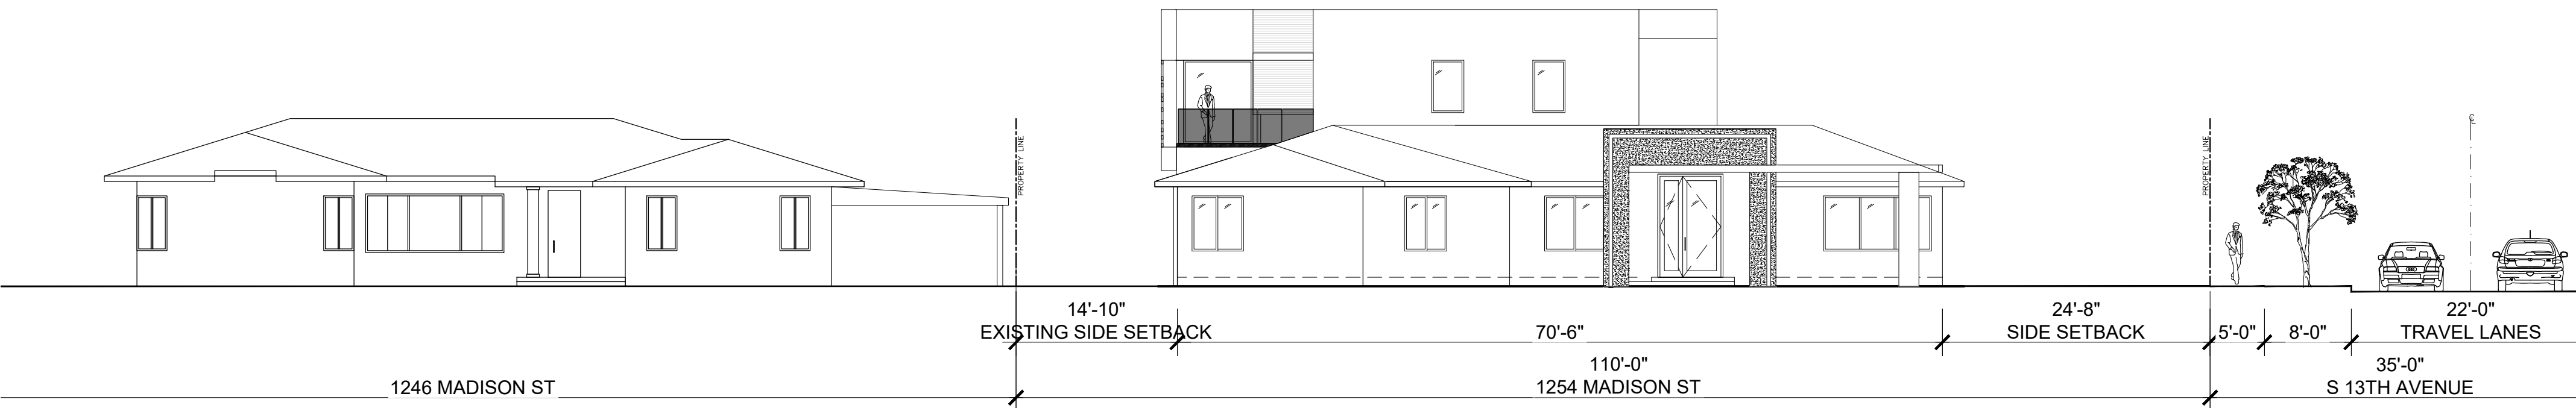 PROPERTY LINE
PROPERTY LINE
℄
14'-10"
EXISTING SIDE SETBACK
70'-6"
24'-8"
SIDE SETBACK
5'-0"
8'-0"
22'-0"
TRAVEL LANES
1246 MADISON ST
110'-0"
1254 MADISON ST
35'-0"
S 13TH AVENUE